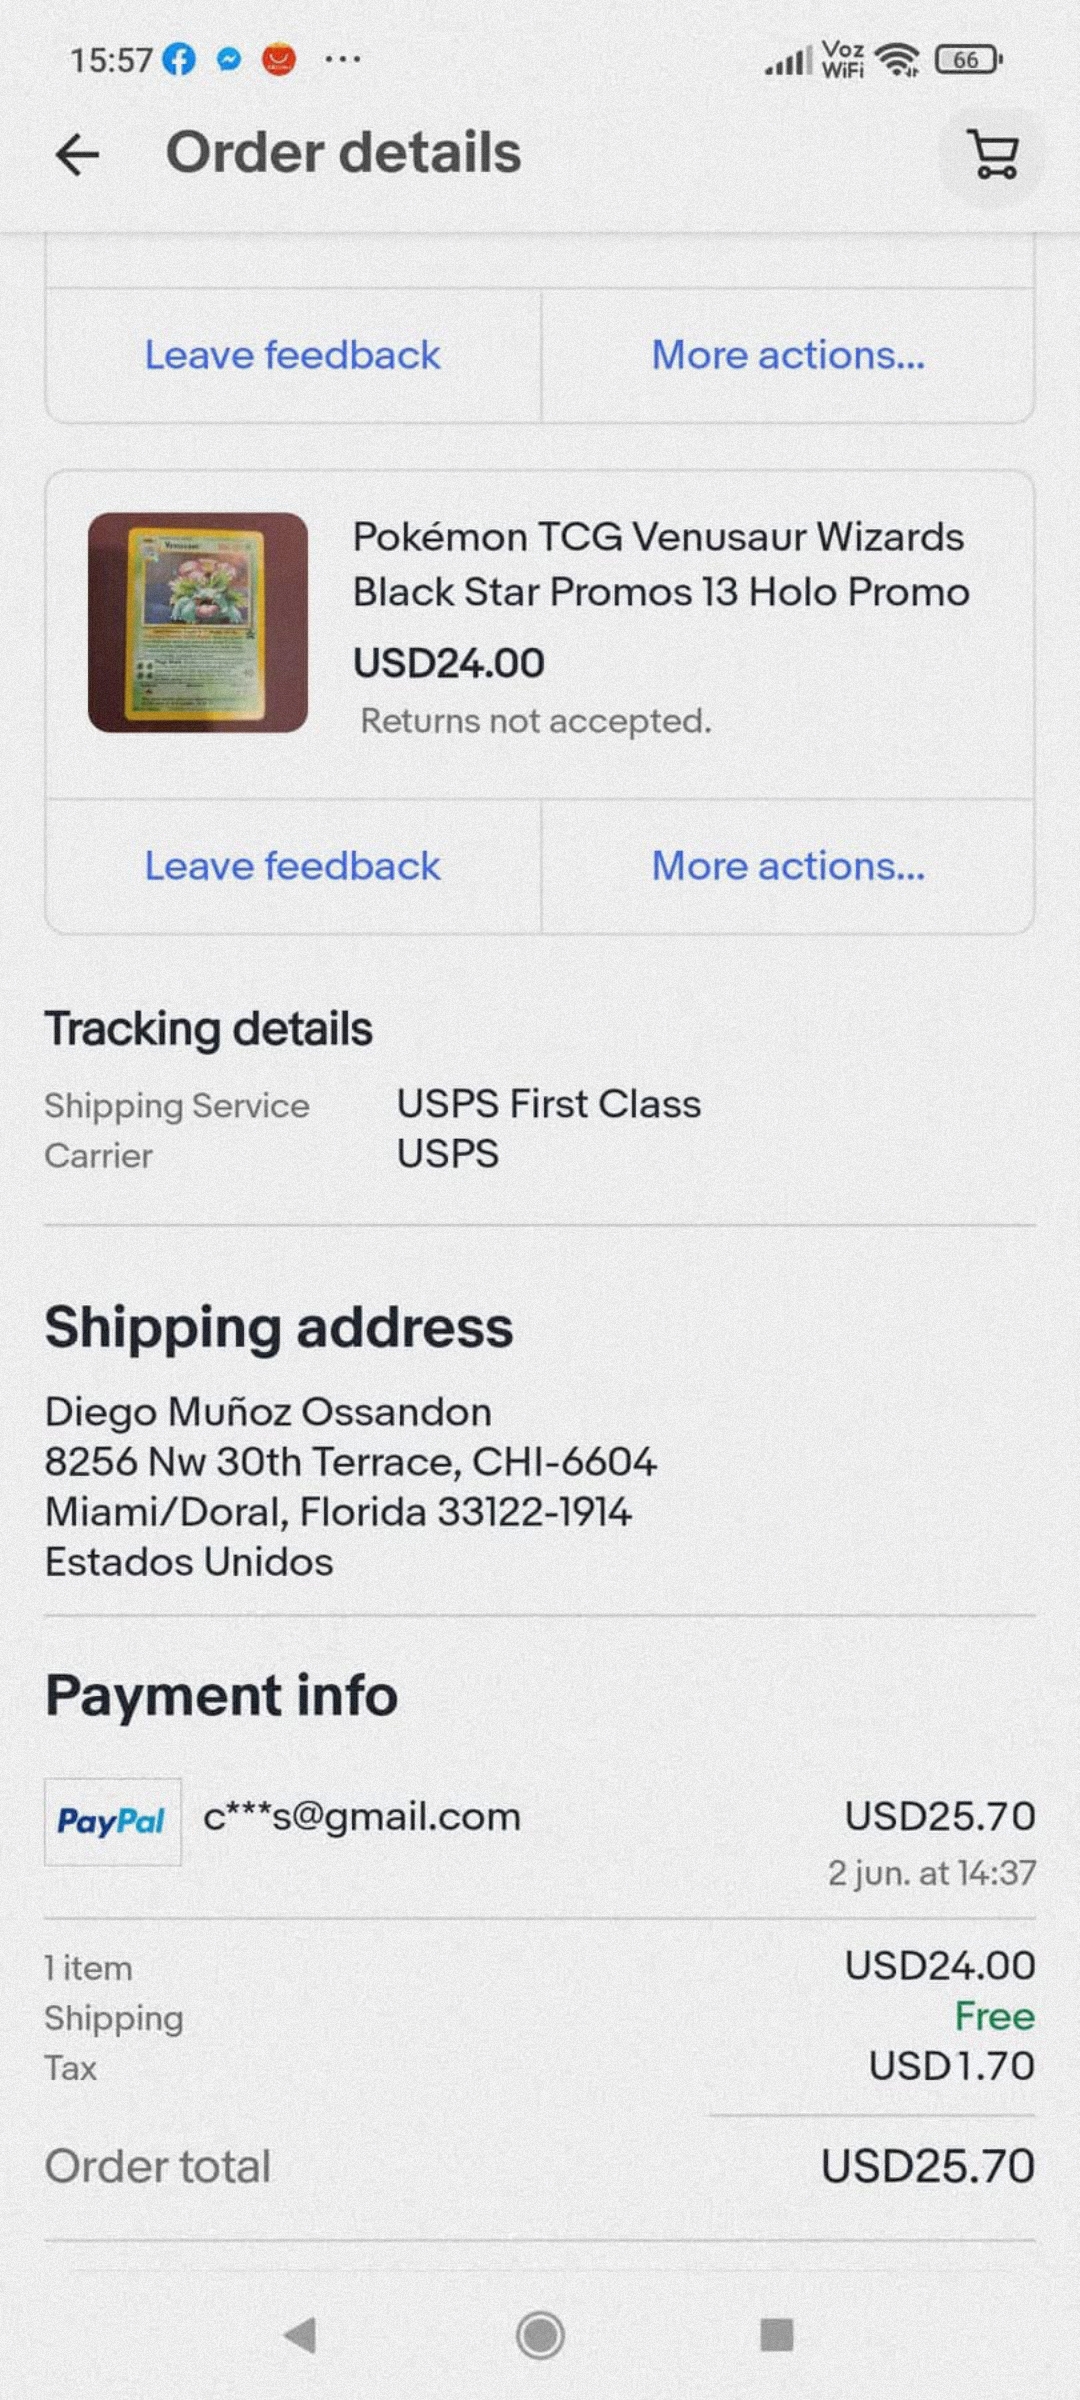 15:57
Voz
WiFi
66
Order details
Leave feedback
More actions...
Venusaur
Pokémon TCG Venusaur Wizards
Black Star Promos 13 Holo Promo
USD24.00
Returns not accepted.
Leave feedback
More actions...
Tracking details
Shipping Service USPS First Class
Carrier USPS
Shipping address
Diego Muñoz Ossandon
8256 Nw 30th Terrace, CHI-6604
Miami/Doral, Florida 33122-1914
Estados Unidos
Payment info
PayPal c***s@gmail.com USD25.70
2 jun. at 14:37
1 item USD24.00
Shipping Free
Tax USD1.70
Order total USD25.70